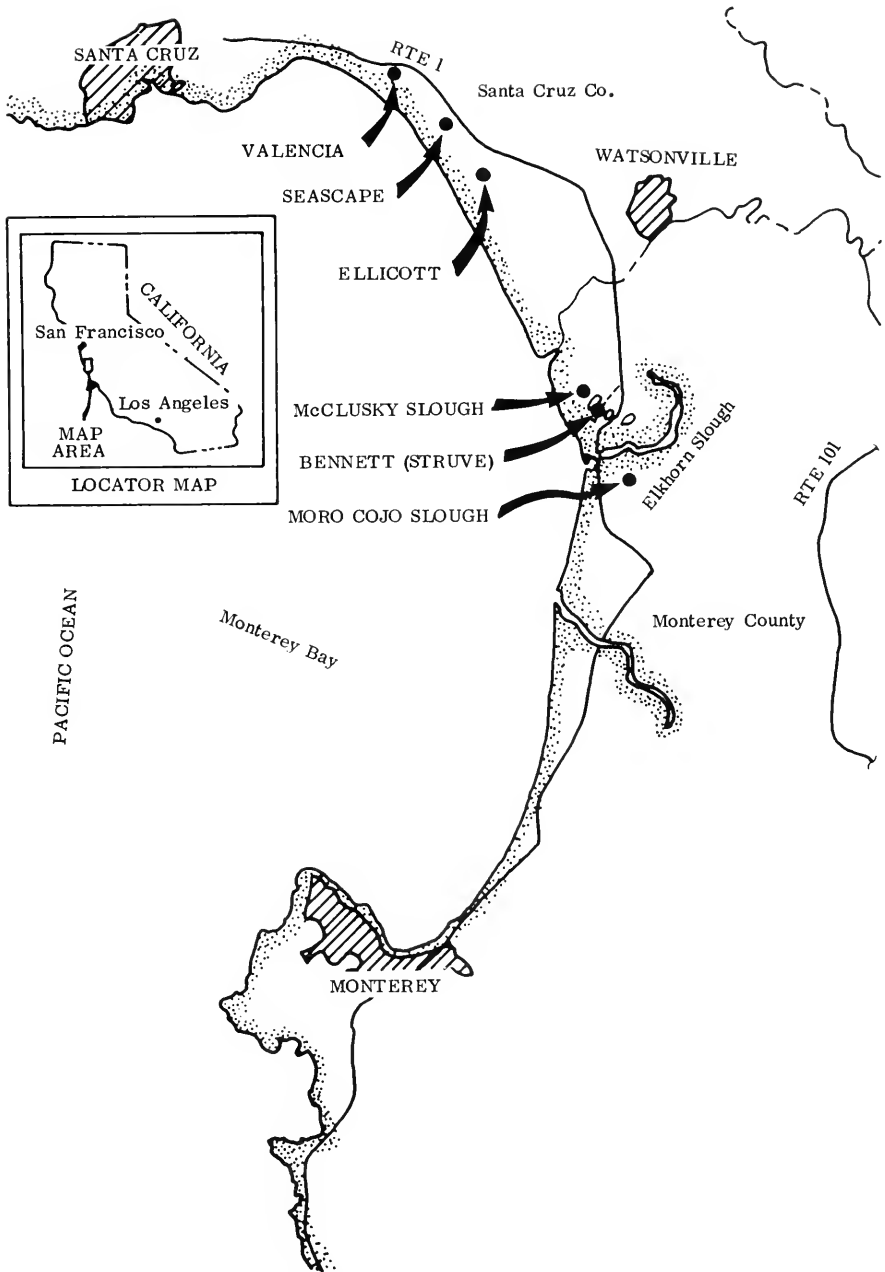 SANTA CRUZ
RTE 1
Santa Cruz Co.
VALENCIA
WATSONVILLE
SEASCAPE
ELLICOTT
CALIFORNIA
San Francisco
Los Angeles
MAP
AREA
LOCATOR MAP
McCLUSKY SLOUGH
BENNETT (STRUVE)
MORO COJO SLOUGH
Elkhorn Slough
RTE 101
PACIFIC OCEAN
Monterey Bay
Monterey County
MONTEREY